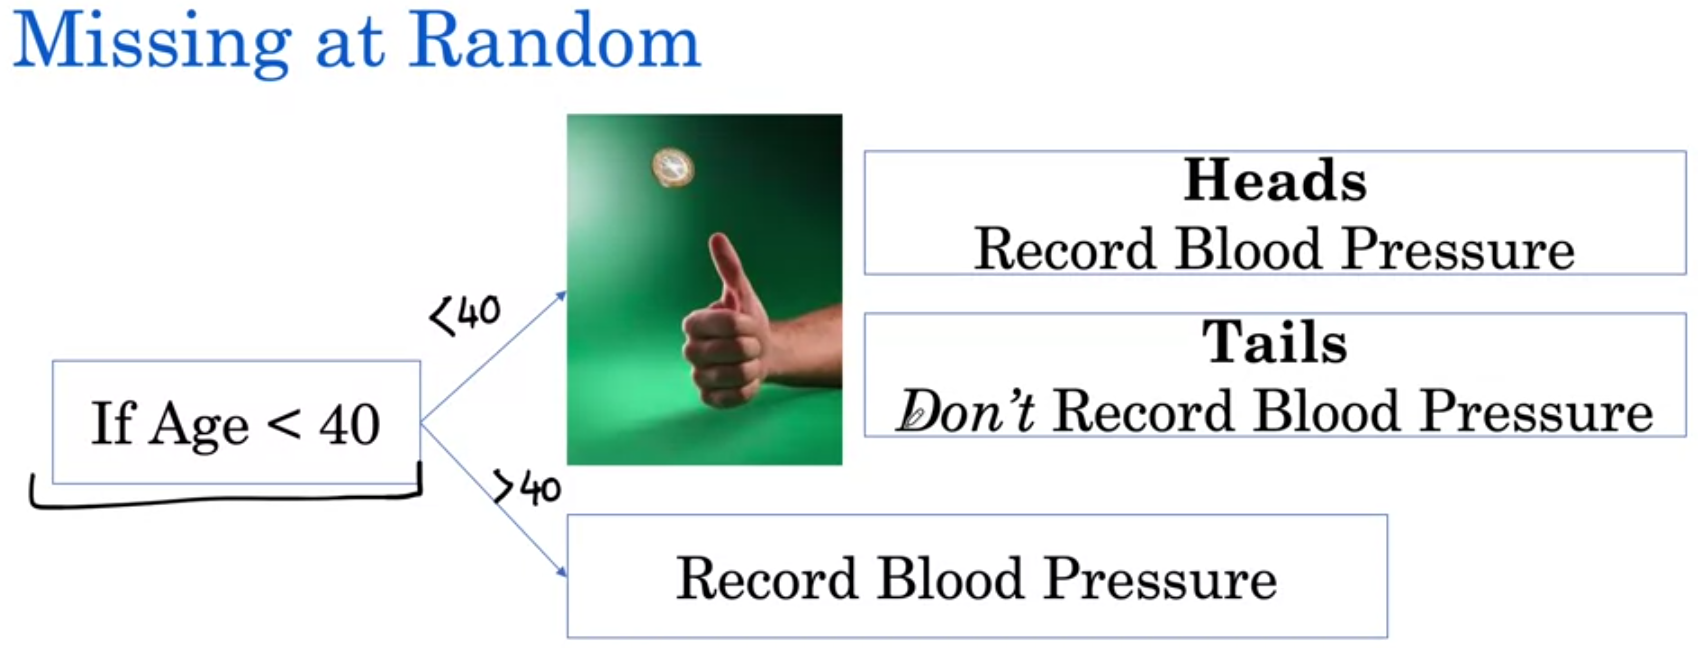 Missing at Random
Heads
Record Blood Pressure
<40
Tails
Don't Record Blood Pressure
If Age < 40
>40
Record Blood Pressure